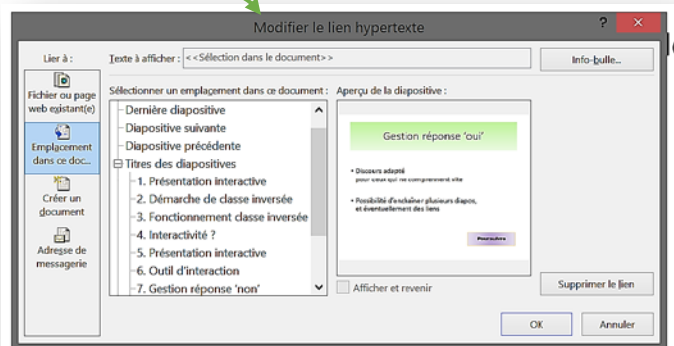 Modifier le lien hypertexte
?
Lier à :
Texte à afficher : <<Sélection dans le document>>
Info-bulle...
Fichier ou page
web existant(e)
Emplacement
dans ce doc...
Créer un
document
Adresse de
messagerie
Sélectionner un emplacement dans ce document :
Dernière diapositive
Diapositive suivante
Diapositive précédente
Titres des diapositives
1. Présentation interactive
2. Démarche de classe inversée
3. Fonctionnement classe inversée
4. Interactivité ?
5. Présentation interactive
6. Outil d'interaction
7. Gestion réponse 'non'
Aperçu de la diapositive :
Gestion réponse 'oui'
• Discours adapté
pour ceux qui ne comprennent vite
• Possibilité d'enchaîner plusieurs diapos,
et éventuellement des liens
Poursuivre
Afficher et revenir
Supprimer le lien
OK
Annuler